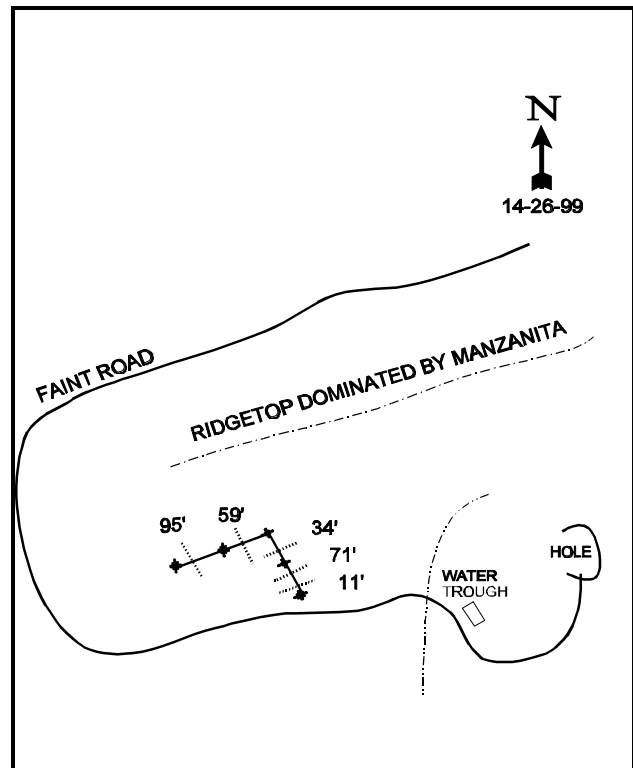 N
14-26-99
FAINT ROAD
RIDGETOP DOMINATED BY MANZANITA
95'
59'
34'
71'
11'
HOLE
WATER
TROUGH